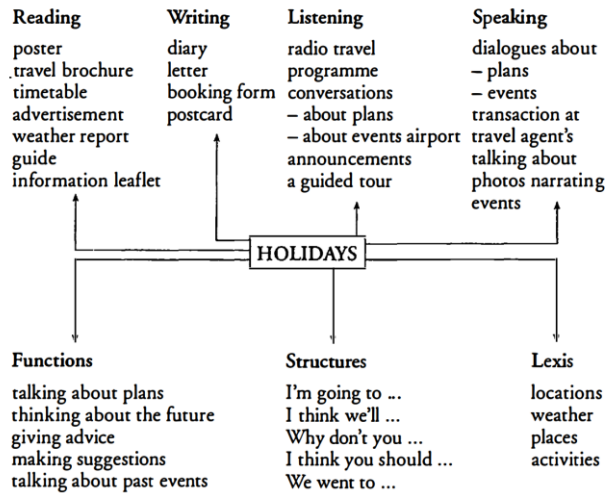 Reading
poster
travel brochure
timetable
advertisement
weather report
guide
information leaflet
Writing
diary
letter
booking form
postcard
Listening
radio travel
programme
conversations
– about plans
– about events airport
announcements
a guided tour
Speaking
dialogues about
– plans
– events
transaction at
travel agent's
talking about
photos narrating
events
HOLIDAYS
Functions
talking about plans
thinking about the future
giving advice
making suggestions
talking about past events
Structures
I'm going to ...
I think we'll ...
Why don't you ...
I think you should ...
We went to ...
Lexis
locations
weather
places
activities